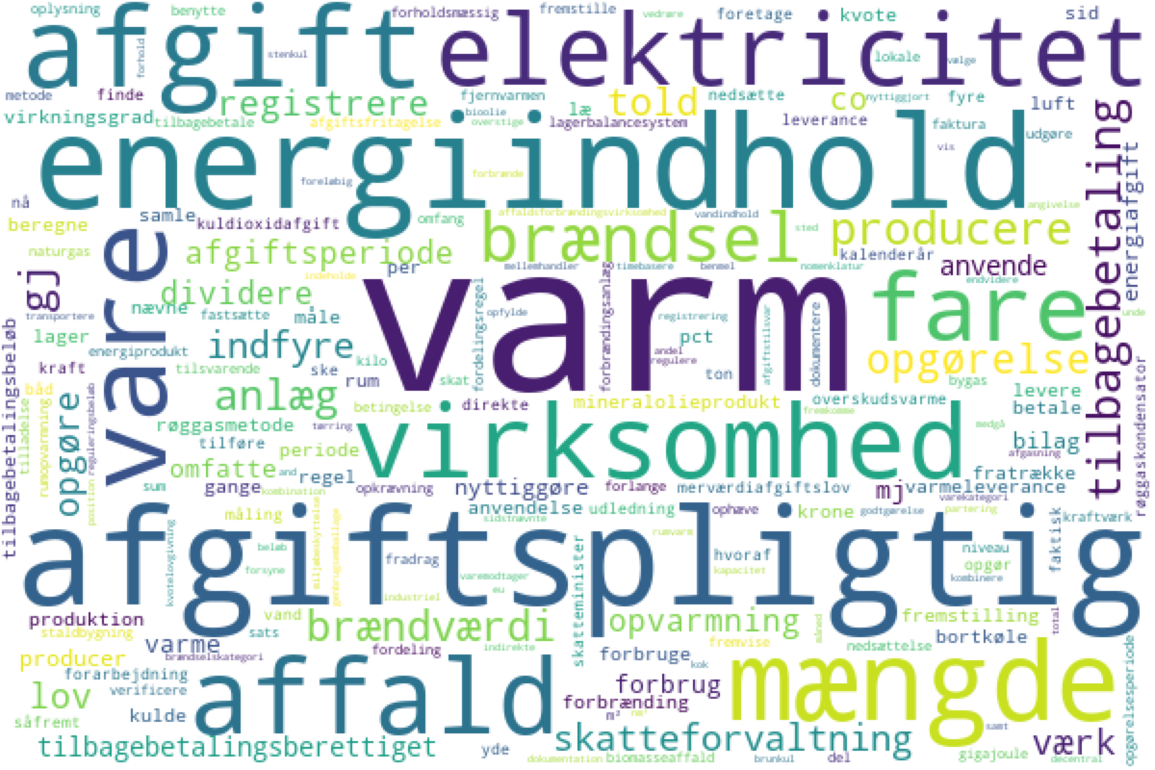 oplysning benytte forholdsmæssig fremstille vedrøre foretage kvote sid
afgift elektricitet
forhold stenkul lokale vælge
metode finde registrere fjernvarmen læ told nedsætte co nyttiggjort fyre luft
virkningsgrad tilbagebetale afgiftsfritagelse bioolie overstige lagerbalancesystem leverance faktura udgøre
energiindhold
vis foreløbig forbrænde
tilbagebetaling
energiafgift
nå samle kuldioxidafgift omfang affaldsforbrændingsvirksomhed vandindhold sted angivelse
beregne vare afgiftsperiode brændsel producere
naturgas indeholde per mellemhandler timebasere benmel nomenklatur kalenderår anvende
gj transportere nævne dividere fastsætte måle opfylde varm registrering endvidere fare unde
fordelingsregel forbrændingsanlæg andel regulere pct afgiftstilsvar dokumentere
lager energiprodukt tilsvarende indfyre ske kilo opgørelse
tilbagebetalingsbeløb kraft båd rum skat ton bygas levere
tilladelse rumopvarmning opgøre reguleringsbeløb position anlæg betingelse direkte mineralolieprodukt overskudsvarme betale røggaskondensator
røggasmetode tørring fremkomme medgå
tilføre periode virksomhed bilag afgasning
omfatte regel fratrække
sum gange and kombination opkrævning nyttiggøre forlange merværdiafgiftslov mj varmeleverance
varekategori
måling sidstnævnte anvendelse udledning ophæve krone godtgørelse partering kraftværk
afgiftspligtig
kvotelovgivning beløb forsyne miljøbeskyttelse fradrag varemodtager eu industriel rumvarm hvoraf kapacitet niveau opgør kombinere faktisk
skatteminister
produktion vand brændværdi opvarmning fremstilling total
staldbygning sats måned
varme fordeling indirekte fremvise nedsættelse bortkøle
producer brændselskategori forbruge kok
forarbejdning affald forbrug mængde opgørelsesperiode
lov verificere forbrænding
såfremt kulde m² samt
tilbagebetalingsberettiget yde skatteforvaltning gigajoule værk
dokumentation biomasseaffald brunkul del decentral